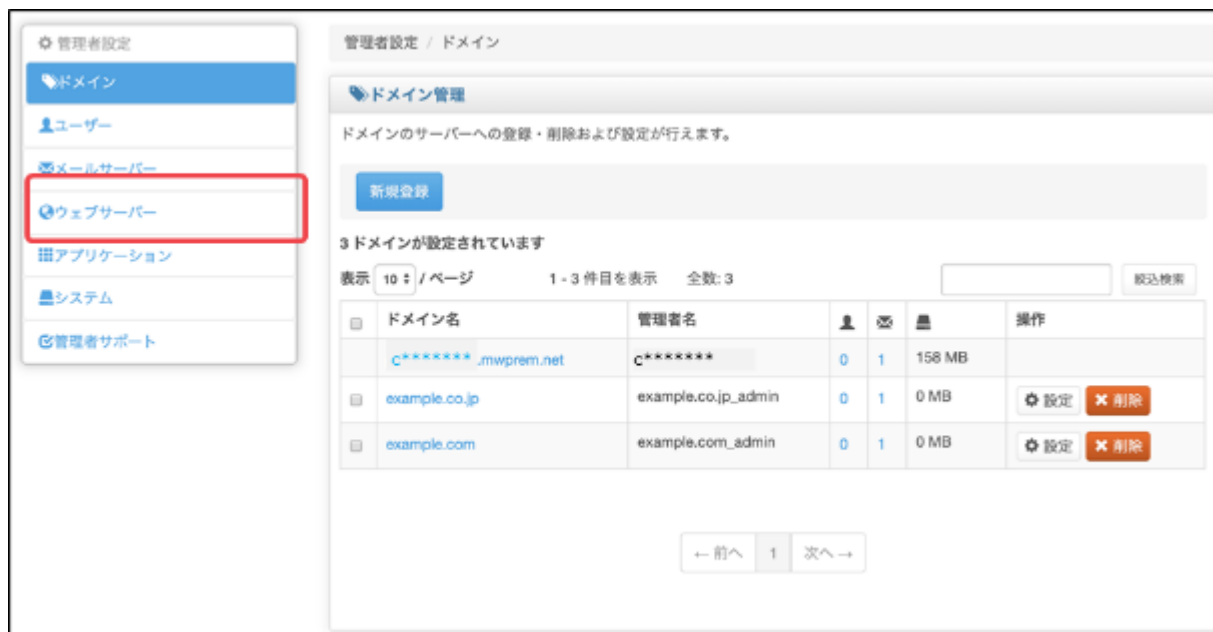 管理者設定
ドメイン
ユーザー
メールサーバー
ウェブサーバー
アプリケーション
システム
管理者サポート
管理者設定 / ドメイン
ドメイン管理
ドメインのサーバーへの登録・削除および設定が行えます。
新規登録
3 ドメインが設定されています
表示 10 / ページ 1 - 3 件目を表示 全数: 3 絞込検索
ドメイン名 管理者名 操作
c*******.mwprem.net c******* 0 1 158 MB
example.co.jp example.co.jp_admin 0 1 0 MB 設定 削除
example.com example.com_admin 0 1 0 MB 設定 削除
← 前へ 1 次へ →